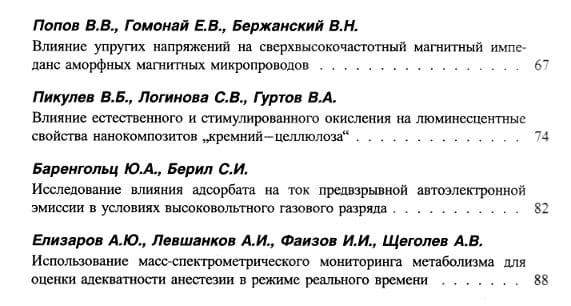 Попов В.В., Гомонай Е.В., Бержанский В.Н.
Влияние упругих напряжений на сверхвысокочастотный магнитный импе-
данс аморфных магнитных микропроводов . . . . . . . . . . . . . . . . 67
Пикулев В.Б., Логинова С.В., Гуртов В.А.
Влияние естественного и стимулированного окисления на люминесцентные
свойства нанокомпозитов „кремний–целлюлоза“ . . . . . . . . . . . . . 74
Баренгольц Ю.А., Берил С.И.
Исследование влияния адсорбата на ток предвзрывной автоэлектронной
эмиссии в условиях высоковольтного газового разряда . . . . . . . . . . 82
Елизаров А.Ю., Левшанков А.И., Фаизов И.И., Щеголев А.В.
Использование масс-спектрометрического мониторинга метаболизма для
оценки адекватности анестезии в режиме реального времени . . . . . . . 88